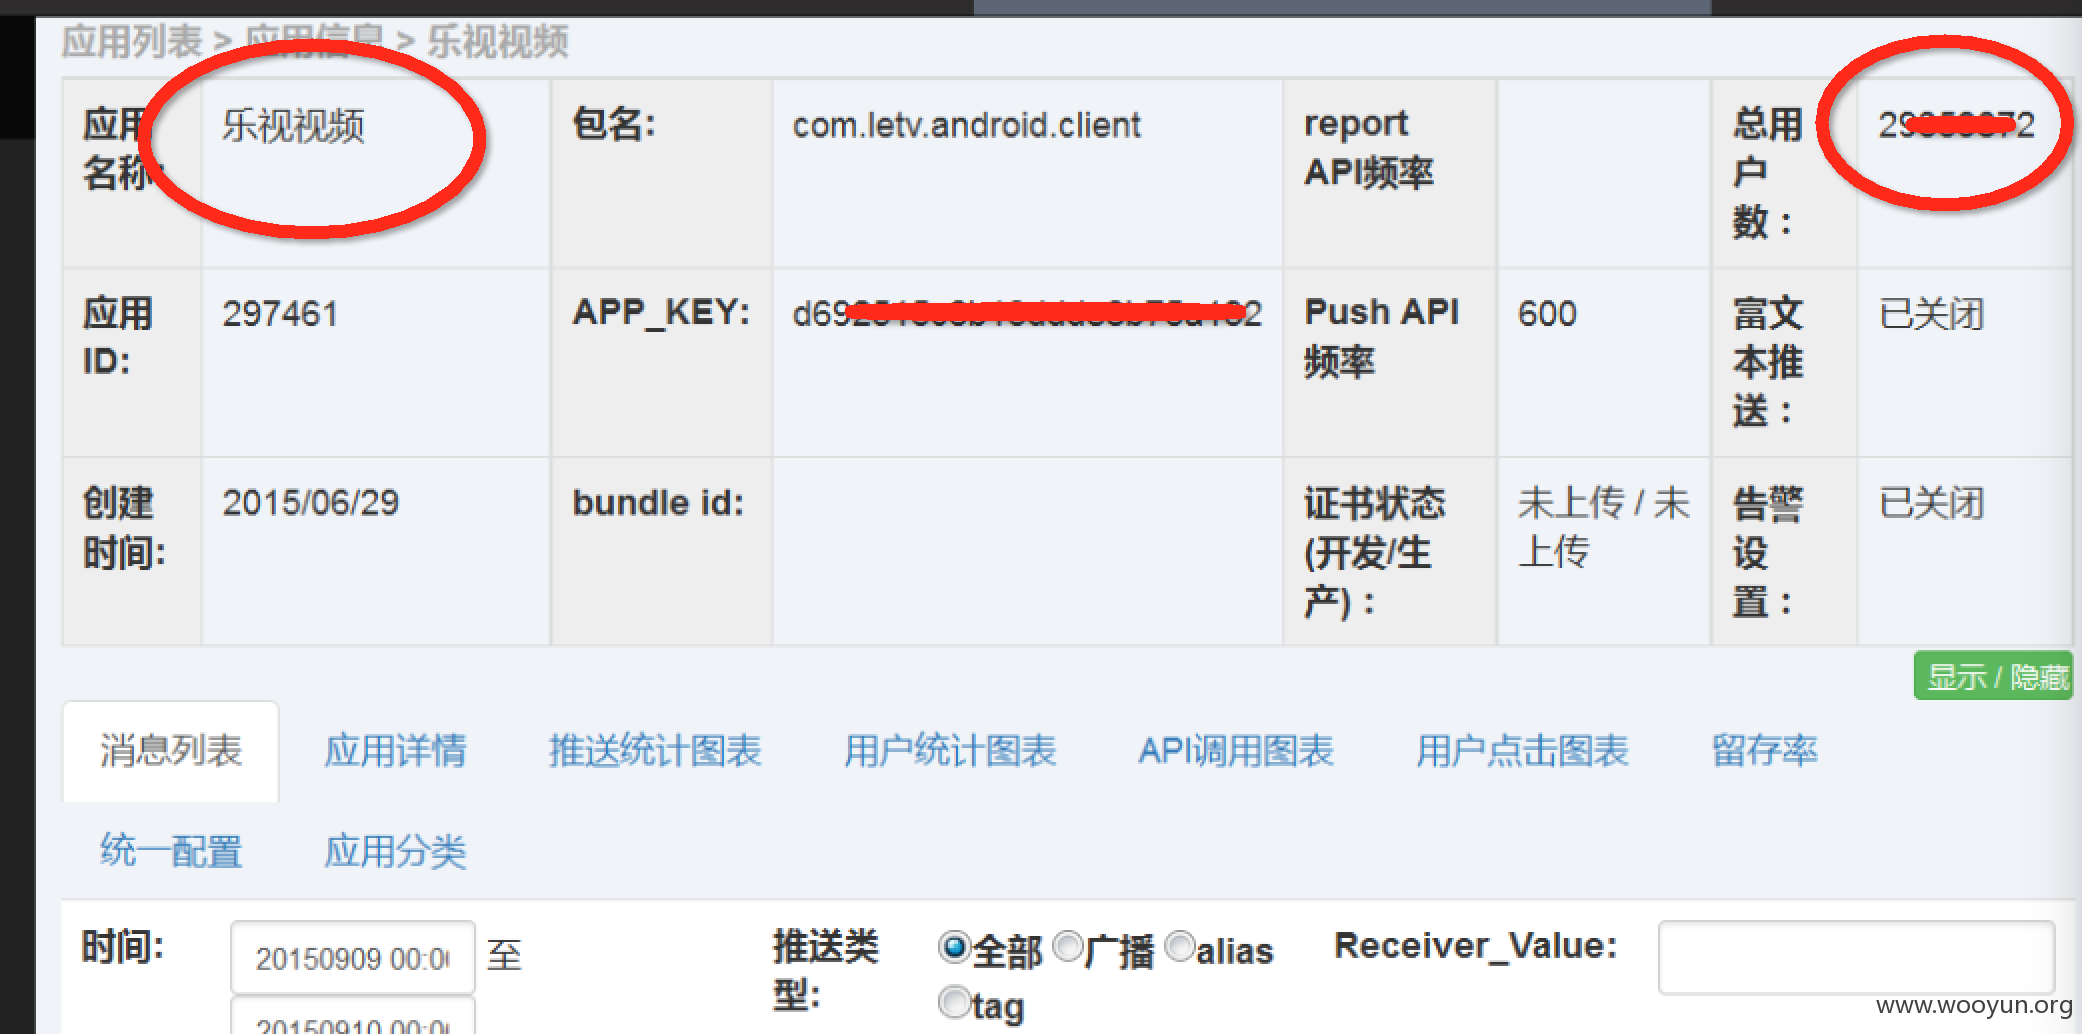 应用列表 > 应用信息 > 乐视视频
应用名称: 乐视视频 包名: com.letv.android.client report API频率 总用户数：
应用ID: 297461 APP_KEY: Push API频率 600 富文本推送： 已关闭
创建时间: 2015/06/29 bundle id: 证书状态(开发/生产)： 未上传 / 未上传 告警设置： 已关闭
显示 / 隐藏
消息列表 应用详情 推送统计图表 用户统计图表 API调用图表 用户点击图表 留存率
统一配置 应用分类
时间: 20150909 00:0 至 推送类型: 全部 广播 alias Receiver_Value:
20150910 00:0 tag
www.wooyun.org